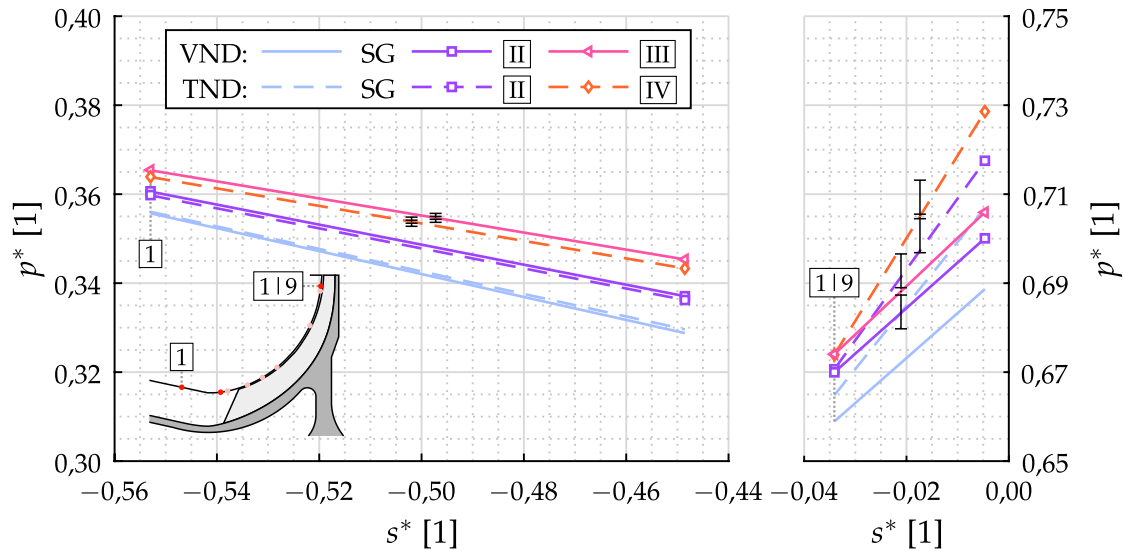 0,40
0,38
0,36
0,34
0,32
0,30
p* [1]
VND: SG II III
TND: SG II IV
1
1|9
1
−0,56 −0,54 −0,52 −0,50 −0,48 −0,46 −0,44
s* [1]
1|9
0,75
0,73
0,71
0,69
0,67
0,65
p* [1]
−0,04 −0,02 0,00
s* [1]